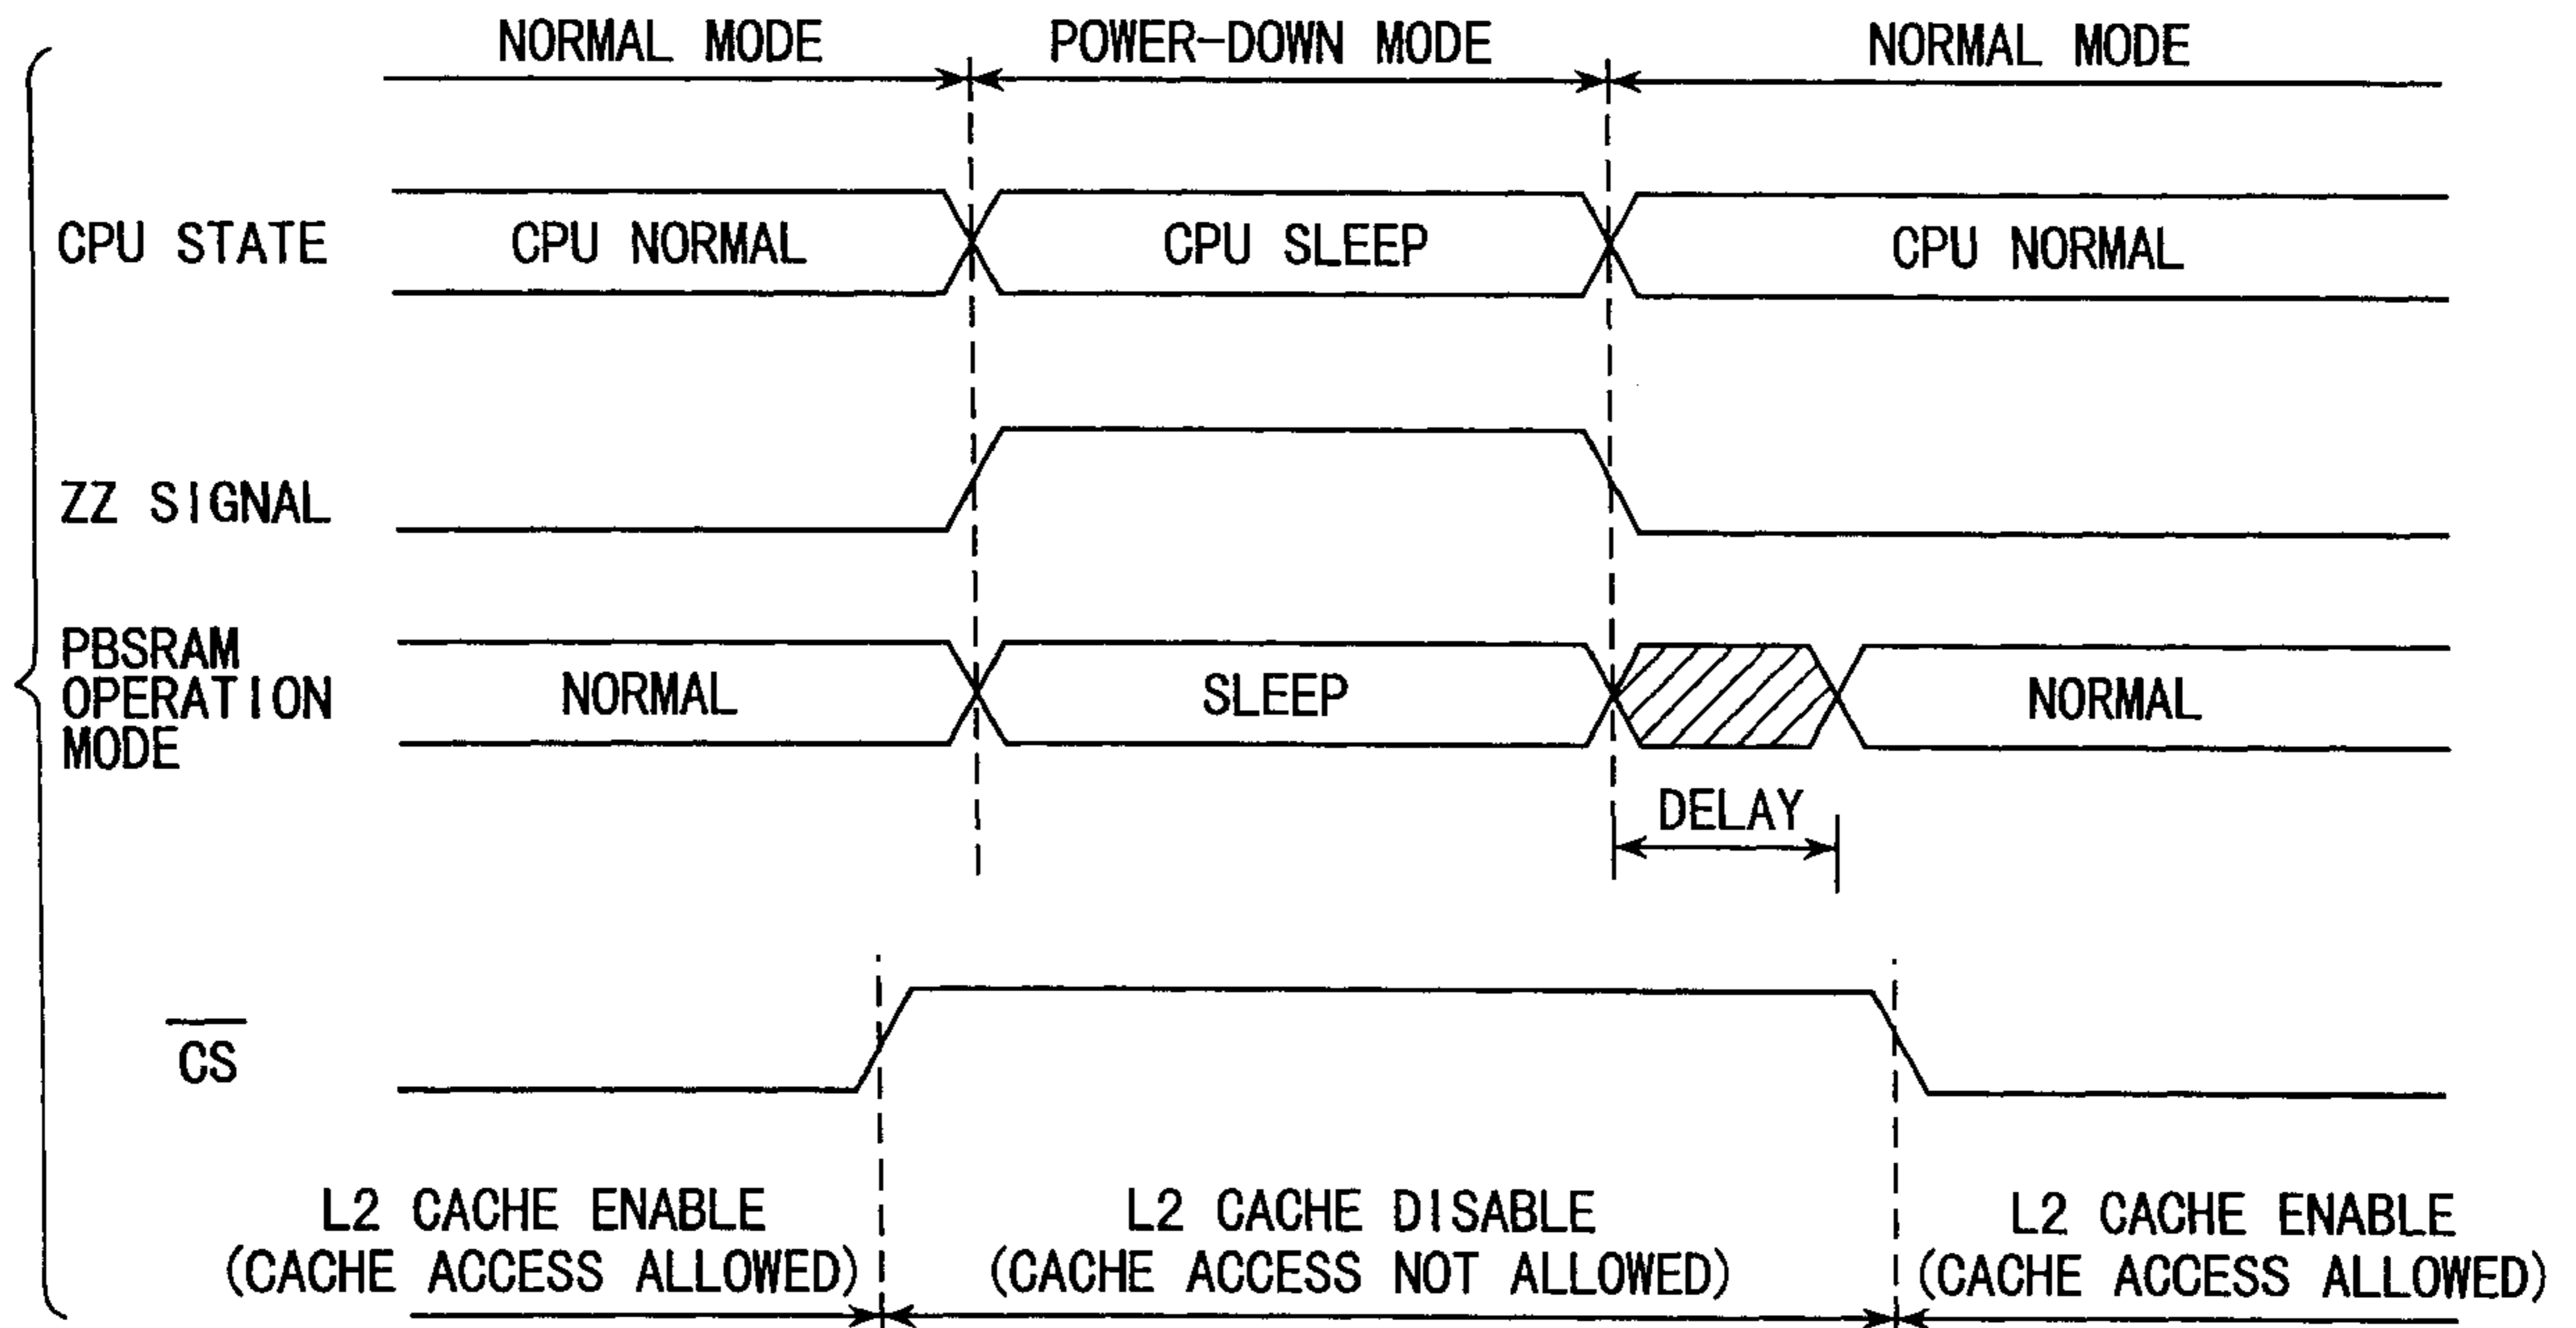 NORMAL MODE POWER-DOWN MODE NORMAL MODE
CPU STATE CPU NORMAL CPU SLEEP CPU NORMAL
ZZ SIGNAL
PBSRAM
OPERATION
MODE
NORMAL SLEEP NORMAL
DELAY
CS
L2 CACHE ENABLE
(CACHE ACCESS ALLOWED)
L2 CACHE DISABLE
(CACHE ACCESS NOT ALLOWED)
L2 CACHE ENABLE
(CACHE ACCESS ALLOWED)